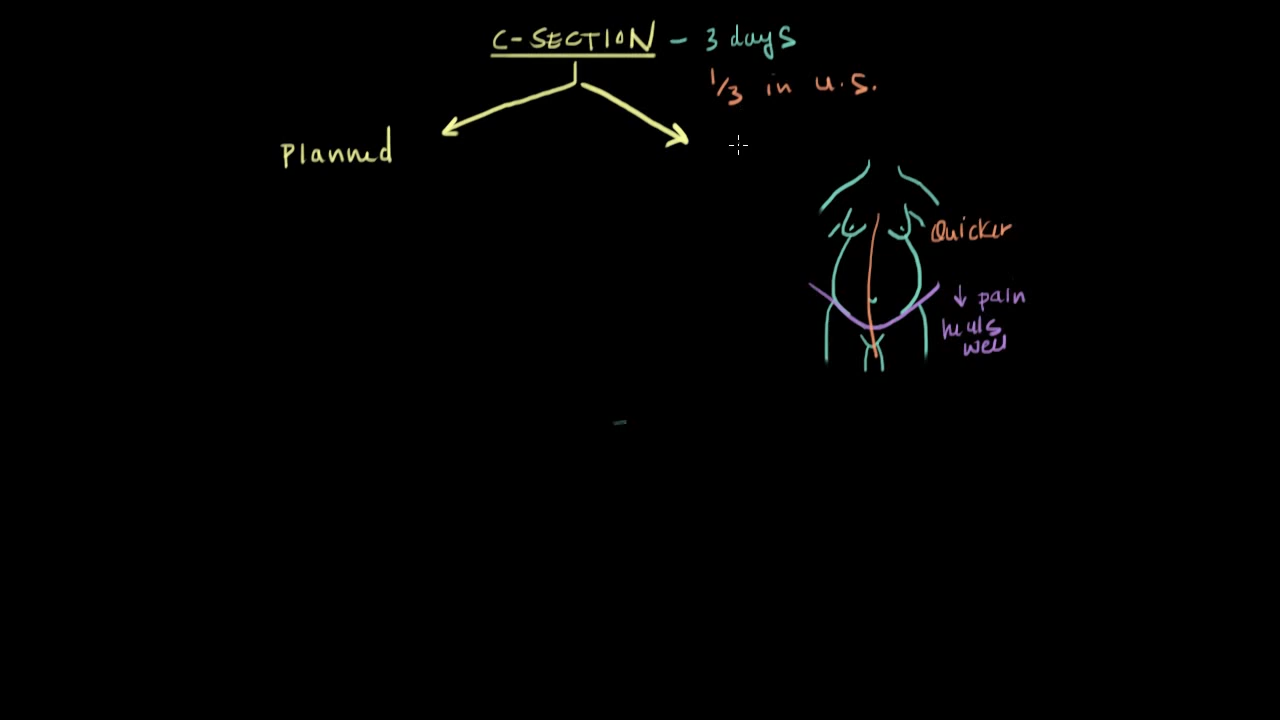 C-SECTION - 3 days
1/3 in U.S.
Planned
Quicker
↓ pain
heals
well